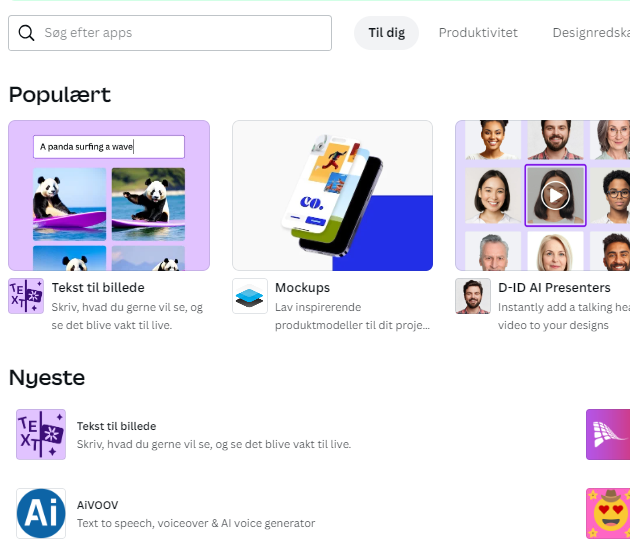 Søg efter apps
Til dig
Produktivitet
Populært
A panda surfing a wave
co.
Tekst til billede
Skriv, hvad du gerne vil se, og
se det blive vakt til live.
Mockups
Lav inspirerende
produktmodeller til dit proje...
D-ID AI Presenters
Instantly add a talking
video to your designs
Nyeste
TEXT
Tekst til billede
Skriv, hvad du gerne vil se, og se det blive vakt til live.
Ai
AiVOOV
Text to speech, voiceover & AI voice generator